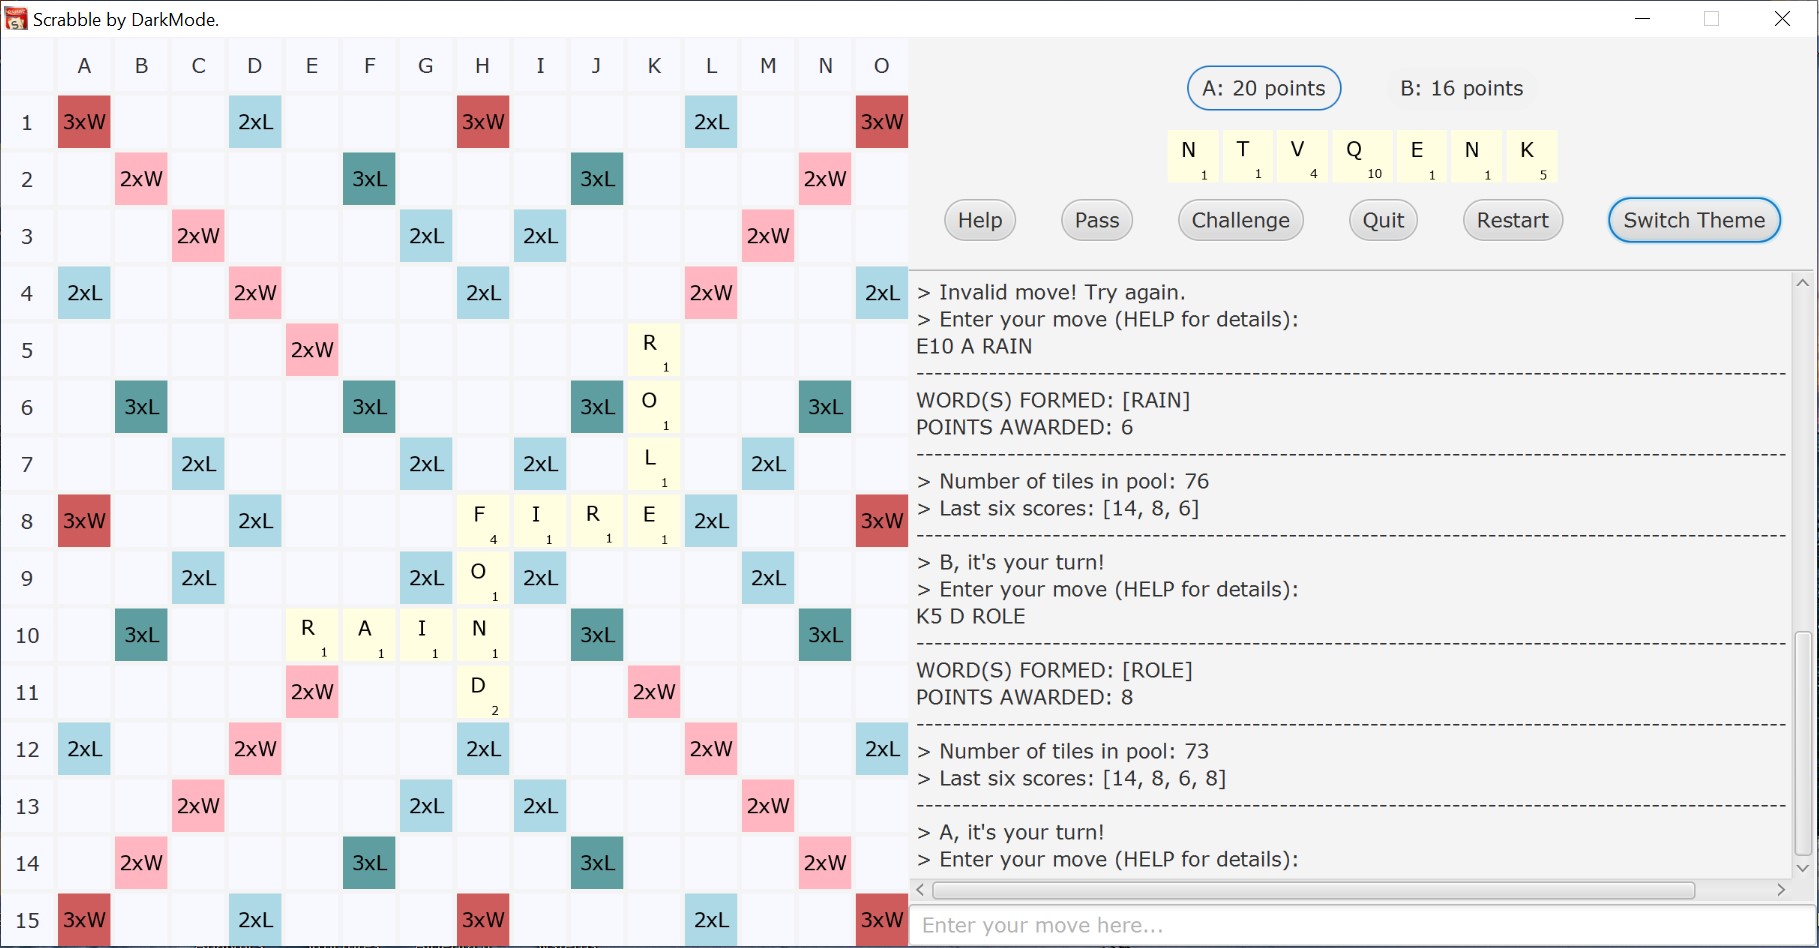 Scrabble by DarkMode.
A B C D E F G H I J K L M N O
1 3xW 2xL 3xW 2xL 3xW
2 2xW 3xL 3xL 2xW
3 2xW 2xL 2xL 2xW
4 2xL 2xW 2xL 2xW 2xL
5 2xW R 1
6 3xL 3xL 3xL O 1 3xL
7 2xL 2xL 2xL L 1 2xL
8 3xW 2xL F 4 I 1 R 1 E 1 2xL 3xW
9 2xL 2xL O 1 2xL 2xL
10 3xL R 1 A 1 I 1 N 1 3xL 3xL
11 2xW D 2 2xW
12 2xL 2xW 2xL 2xW 2xL
13 2xW 2xL 2xL 2xW
14 2xW 3xL 3xL 2xW
15 3xW 2xL 3xW 2xL 3xW
A: 20 points B: 16 points
N 1 T 1 V 4 Q 10 E 1 N 1 K 5
Help Pass Challenge Quit Restart Switch Theme
> Invalid move! Try again.
> Enter your move (HELP for details):
E10 A RAIN
WORD(S) FORMED: [RAIN]
POINTS AWARDED: 6
> Number of tiles in pool: 76
> Last six scores: [14, 8, 6]
> B, it's your turn!
> Enter your move (HELP for details):
K5 D ROLE
WORD(S) FORMED: [ROLE]
POINTS AWARDED: 8
> Number of tiles in pool: 73
> Last six scores: [14, 8, 6, 8]
> A, it's your turn!
> Enter your move (HELP for details):
Enter your move here...